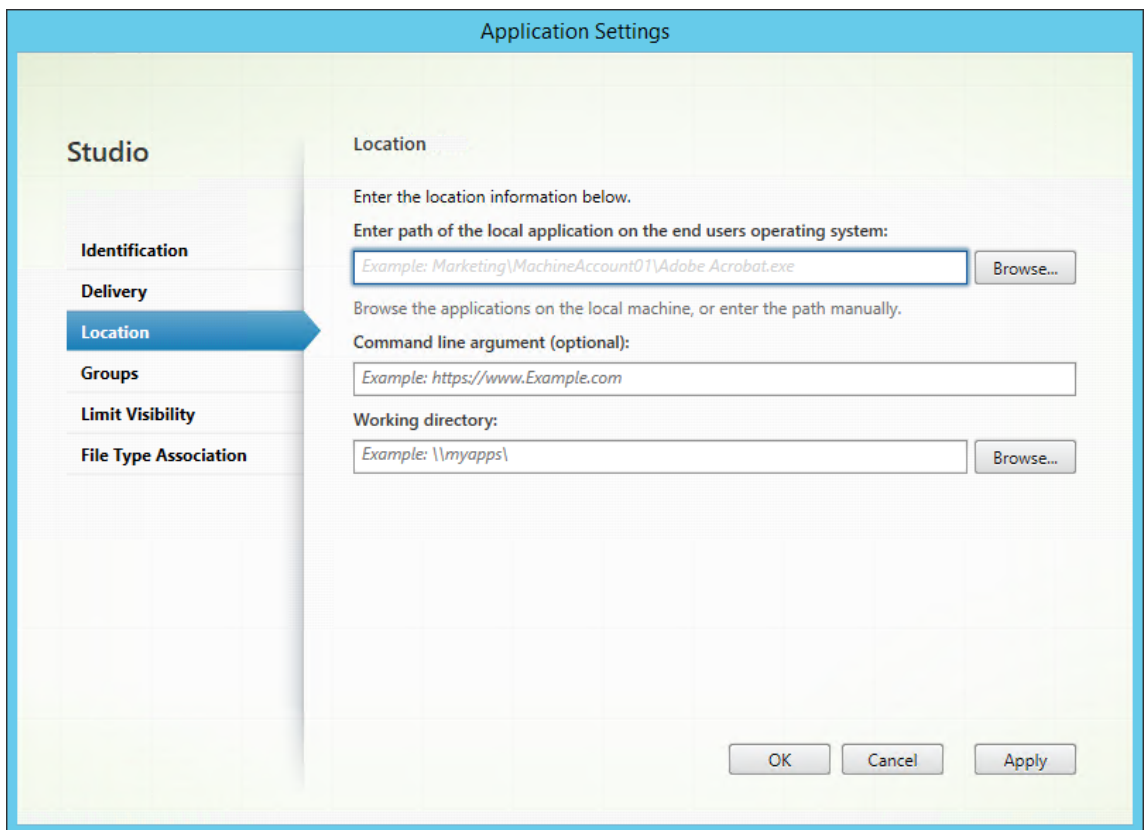 Application Settings
Studio
Identification
Delivery
Location
Groups
Limit Visibility
File Type Association
Location
Enter the location information below.
Enter path of the local application on the end users operating system:
Example: Marketing\MachineAccount01\Adobe Acrobat.exe
Browse...
Browse the applications on the local machine, or enter the path manually.
Command line argument (optional):
Example: https://www.Example.com
Working directory:
Example: \\myapps\
Browse...
OK
Cancel
Apply